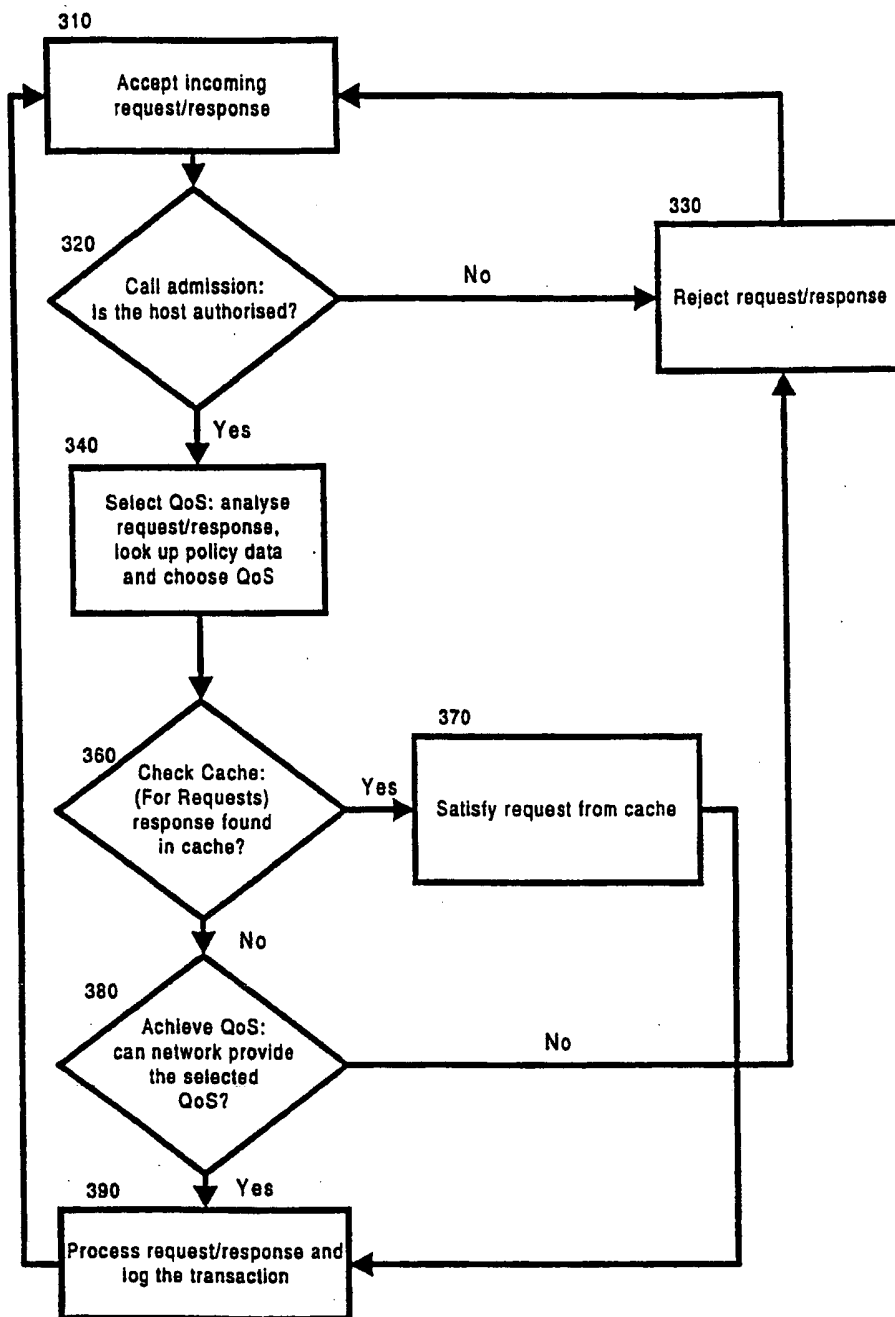 310
Accept incoming
request/response
320
Call admission:
Is the host authorised?
No
330
Reject request/response
Yes
340
Select QoS: analyse
request/response,
look up policy data
and choose QoS
360
Check Cache:
(For Requests)
response found
in cache?
Yes
370
Satisfy request from cache
No
380
Achieve QoS:
can network provide
the selected
QoS?
No
Yes
390
Process request/response and
log the transaction